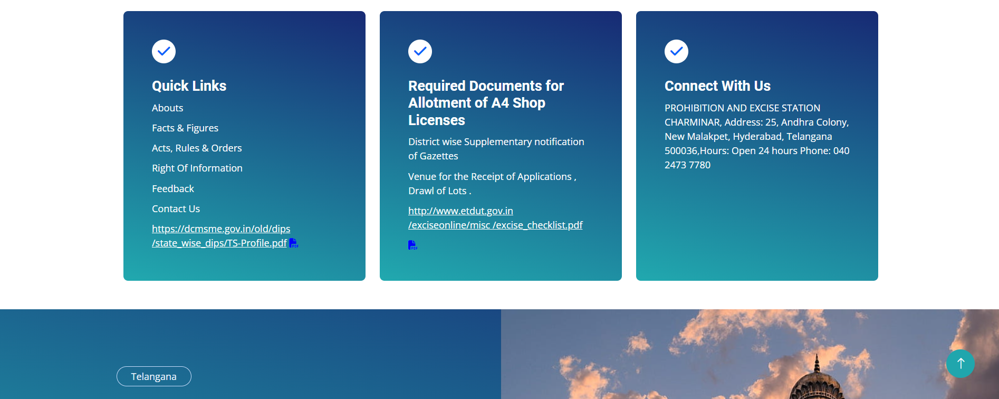 Quick Links
Abouts
Facts & Figures
Acts, Rules & Orders
Right Of Information
Feedback
Contact Us
https://dcmsme.gov.in/old/dips
/state_wise_dips/TS-Profile.pdf
PDF
Required Documents for
Allotment of A4 Shop
Licenses
District wise Supplementary notification
of Gazettes
Venue for the Receipt of Applications ,
Drawl of Lots .
http://www.etdut.gov.in
/exciseonline/misc /excise_checklist.pdf
PDF
Connect With Us
PROHIBITION AND EXCISE STATION
CHARMINAR, Address: 25, Andhra Colony,
New Malakpet, Hyderabad, Telangana
500036,Hours: Open 24 hours Phone: 040
2473 7780
Telangana